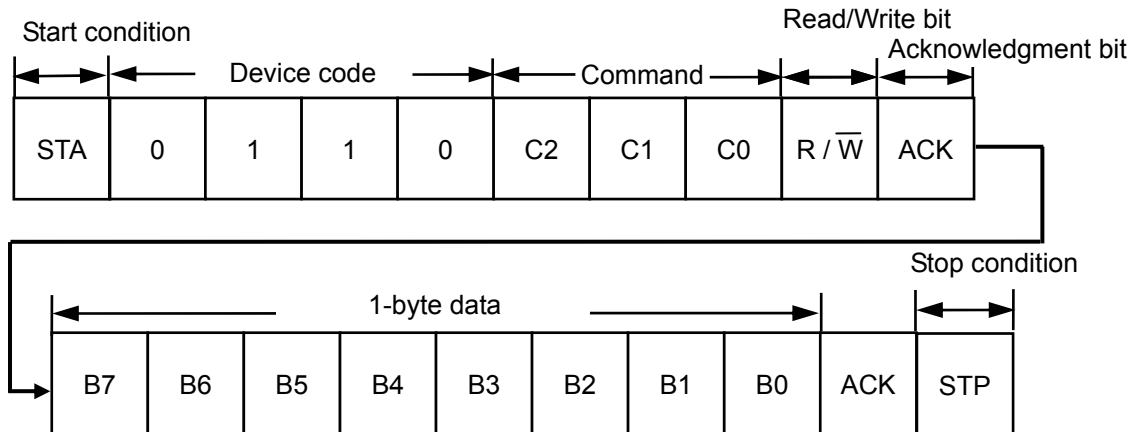 Read/Write bit
Start condition
Acknowledgment bit
Device code
Command
STA 0 1 1 0 C2 C1 C0 R / W̅ ACK
Stop condition
1-byte data
B7 B6 B5 B4 B3 B2 B1 B0 ACK STP